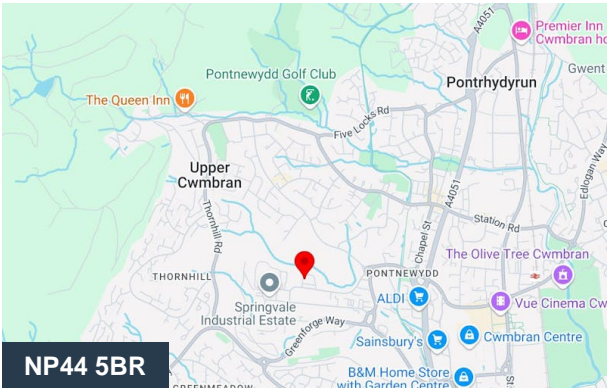 A4051
Premier Inn
Cwmbran ho
Gwent
Pontnewydd Golf Club
Pontrhydyrun
The Queen Inn
Five Locks Rd
Edlogan Way
Upper
Cwmbran
A4051
Thornhill Rd
Station Rd
Chapel St
The Olive Tree Cwmbran
THORNHILL
PONTNEWYDD
ALDI
Vue Cinema Cw
Springvale
Industrial Estate
Greenforge Way
Sainsbury's
Cwmbran Centre
B&M Home Store
with Garden Centre
GREENMEADOW
NP44 5BR